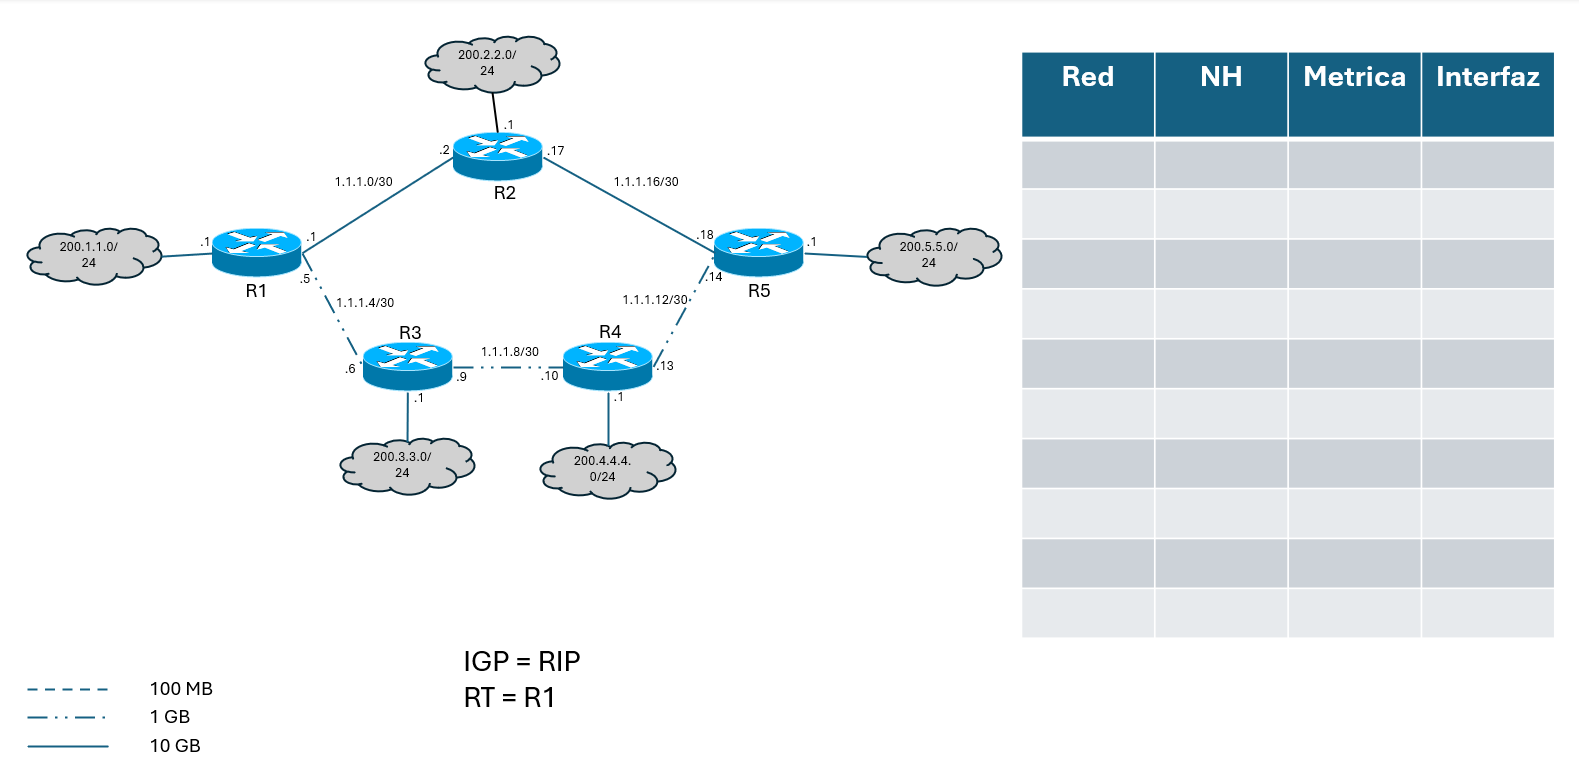 200.2.2.0/
24
.1
.2
.17
R2
1.1.1.0/30
1.1.1.16/30
200.1.1.0/
24
.1
.1
.5
R1
.18
.1
.14
R5
200.5.5.0/
24
1.1.1.4/30
1.1.1.12/30
R3
R4
.6
1.1.1.8/30
.9
.10
.13
.1
.1
200.3.3.0/
24
200.4.4.4.
0/24
IGP = RIP
RT = R1
100 MB
1 GB
10 GB
Red NH Metrica Interfaz